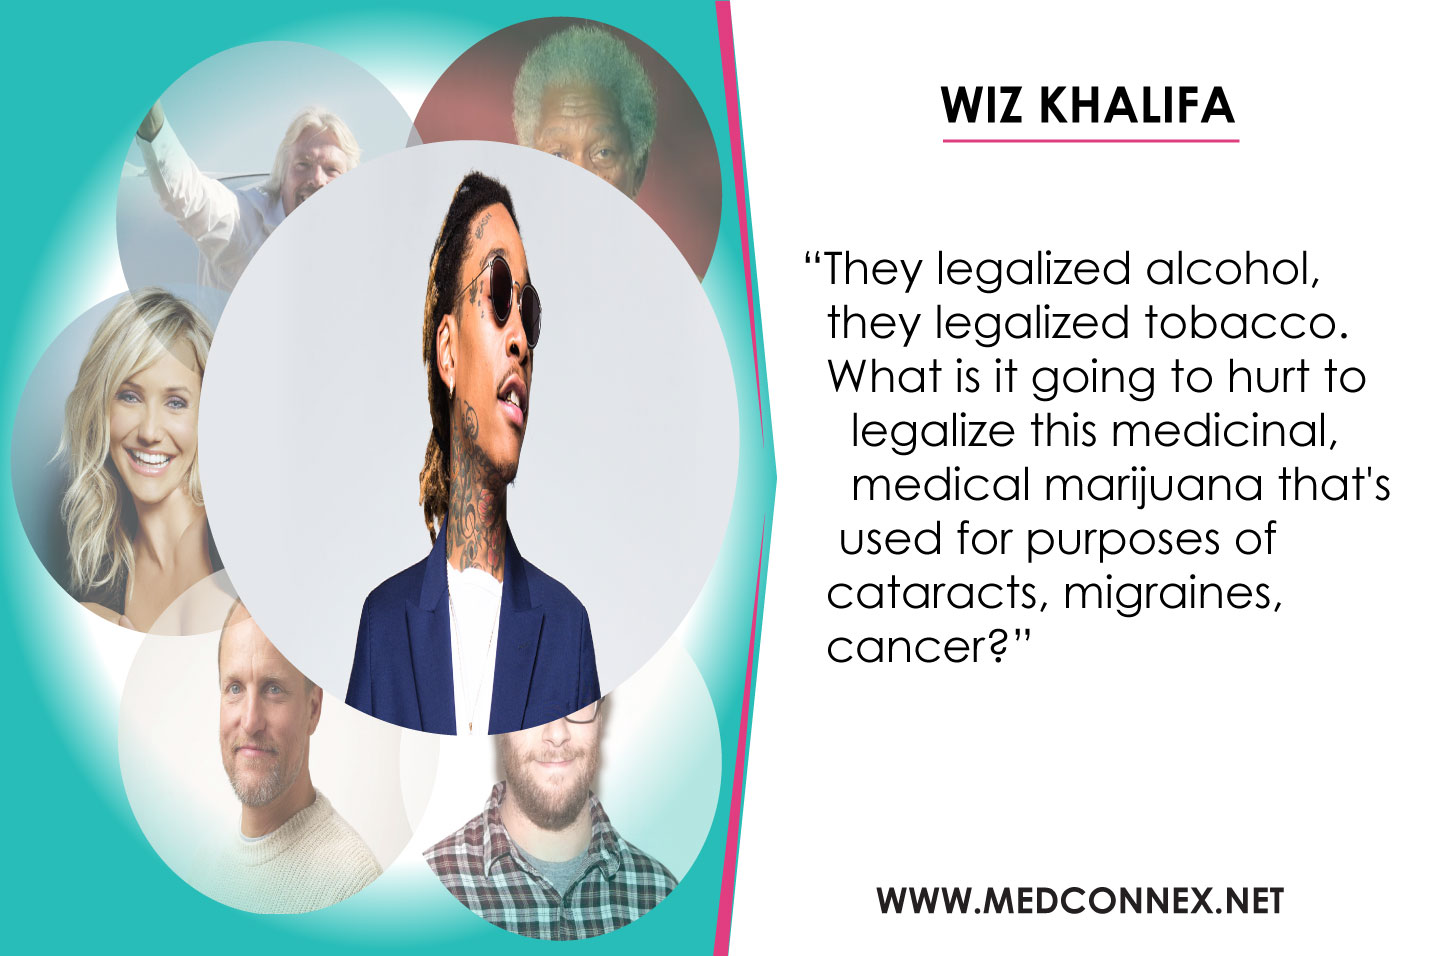 WIZ KHALIFA
“They legalized alcohol,
they legalized tobacco.
What is it going to hurt to
legalize this medicinal,
medical marijuana that's
used for purposes of
cataracts, migraines,
cancer?”
WWW.MEDCONNEX.NET